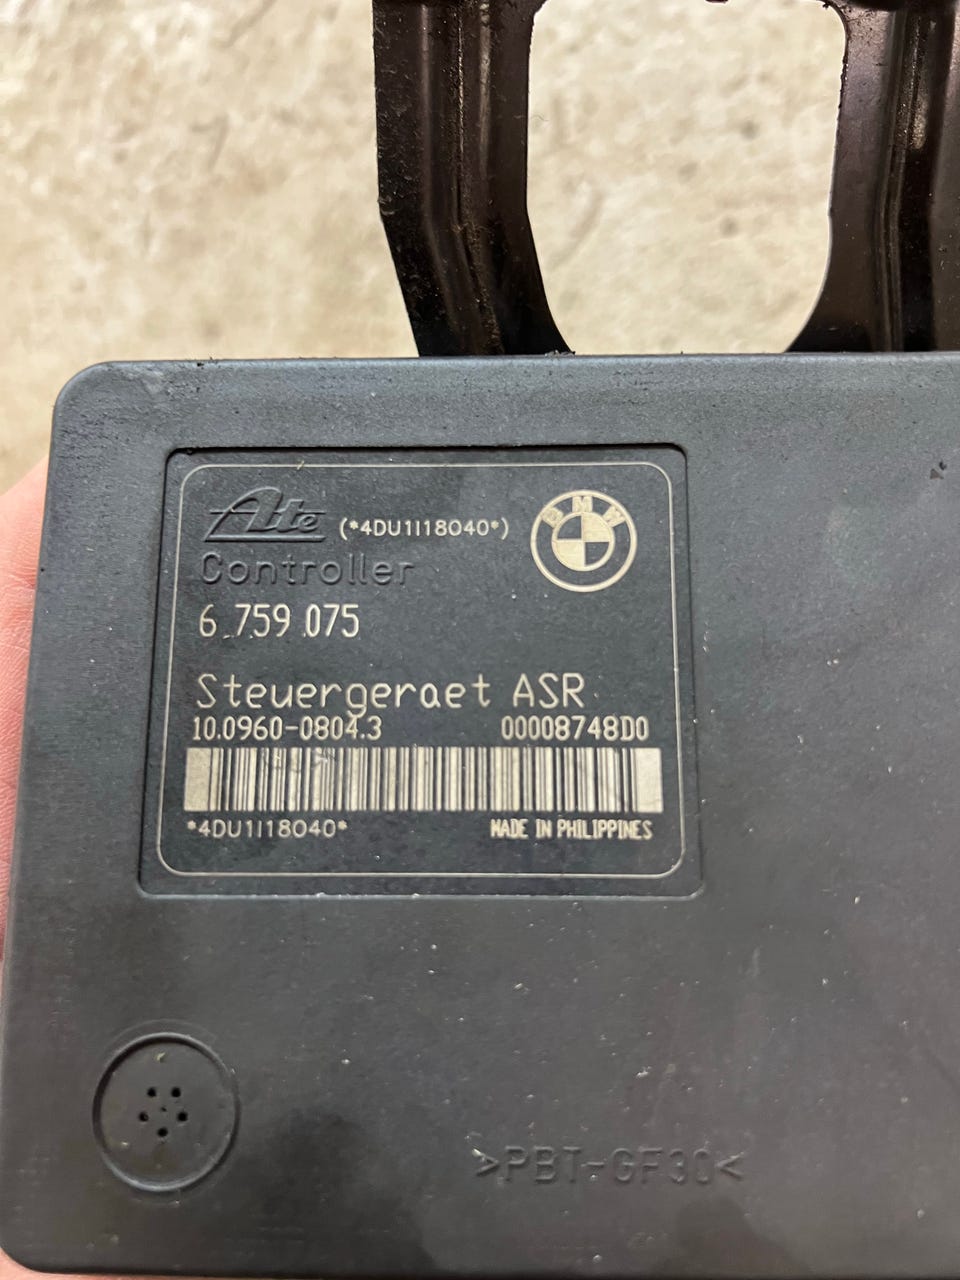 Ate (*4DU1I18040*)
BMW
Controller
6 759 075
Steuergeraet ASR
10.0960-0804.3 00008748D0
*4DU1I18040* MADE IN PHILIPPINES
>PBT-GF30<